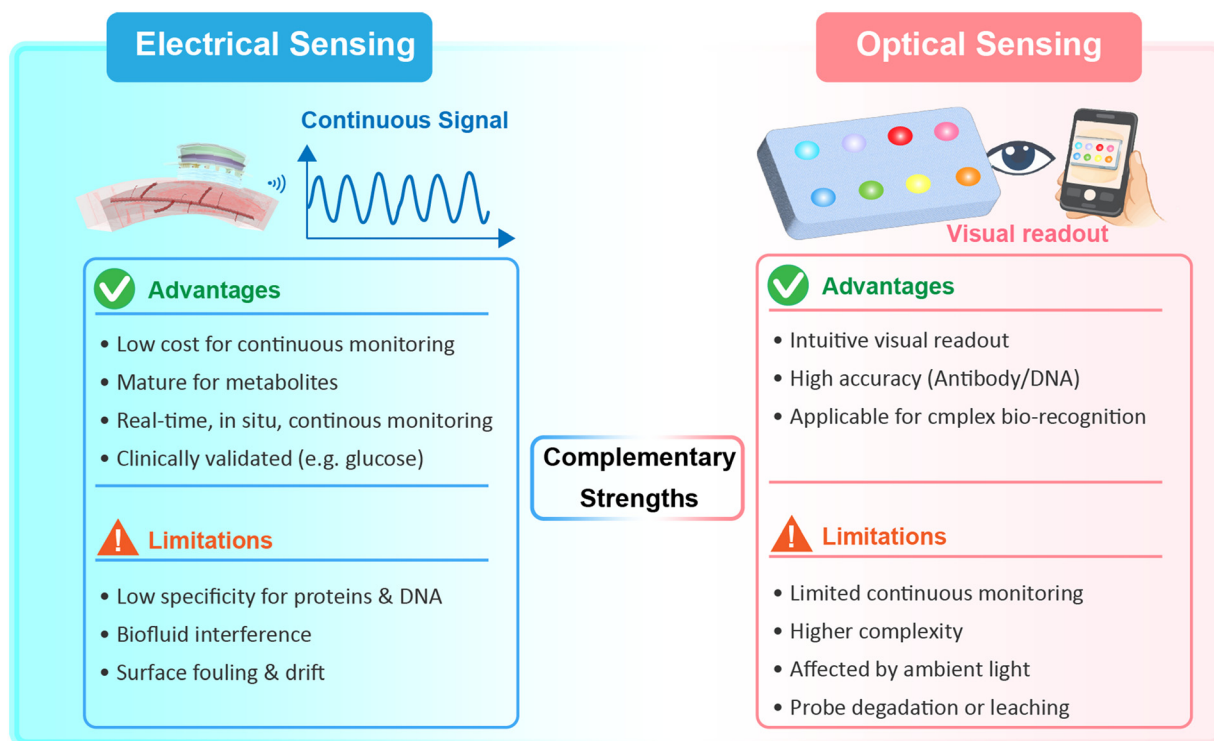 Electrical Sensing
Continuous Signal
Advantages
• Low cost for continuous monitoring
• Mature for metabolites
• Real-time, in situ, continous monitoring
• Clinically validated (e.g. glucose)
Limitations
• Low specificity for proteins & DNA
• Biofluid interference
• Surface fouling & drift
Complementary
Strengths
Optical Sensing
Visual readout
Advantages
• Intuitive visual readout
• High accuracy (Antibody/DNA)
• Applicable for cmplex bio-recognition
Limitations
• Limited continuous monitoring
• Higher complexity
• Affected by ambient light
• Probe degradation or leaching